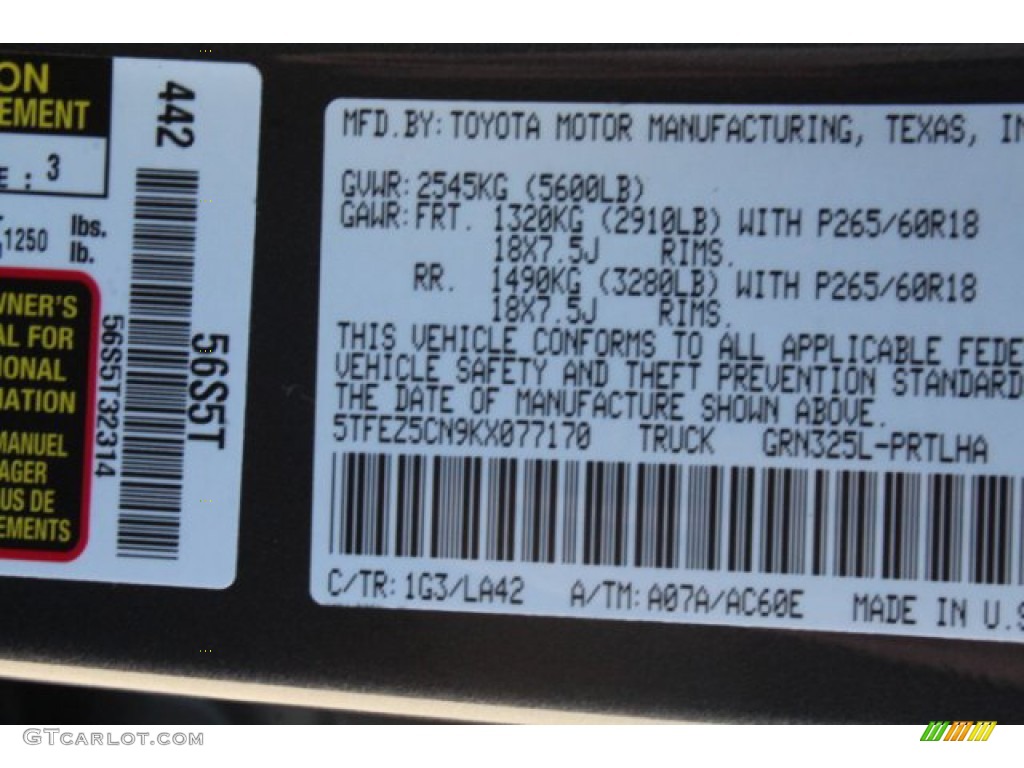 ON
EMENT
E : 3
1250 lbs.
lb.
WNER'S
AL FOR
IONAL
MATION
MANUEL
AGER
US DE
EMENTS
442
56S5T32314
56S5T
MFD.BY:TOYOTA MOTOR MANUFACTURING, TEXAS, IN
GVWR:2545KG (5600LB)
GAWR:FRT. 1320KG (2910LB) WITH P265/60R18
18X7.5J RIMS.
RR. 1490KG (3280LB) WITH P265/60R18
18X7.5J RIMS.
THIS VEHICLE CONFORMS TO ALL APPLICABLE FEDE
VEHICLE SAFETY AND THEFT PREVENTION STANDARD
THE DATE OF MANUFACTURE SHOWN ABOVE.
5TFEZ5CN9KX077170 TRUCK GRN325L-PRTLHA
C/TR:1G3/LA42 A/TM:A07A/AC60E MADE IN U.S
GTCARLOT.COM